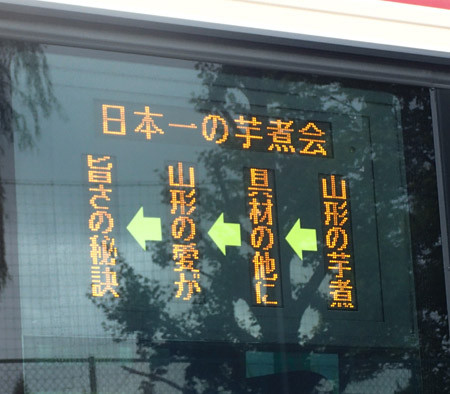 日本一の芋煮会
山形の芋煮
具材の他に
山形の愛が
旨さの秘訣